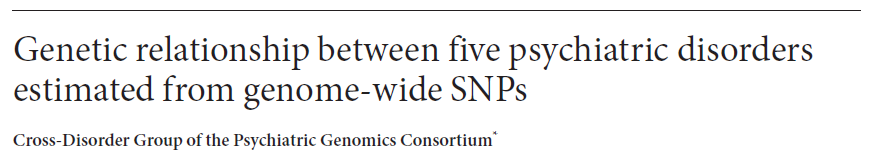 Genetic relationship between five psychiatric disorders
estimated from genome-wide SNPs
Cross-Disorder Group of the Psychiatric Genomics Consortium*